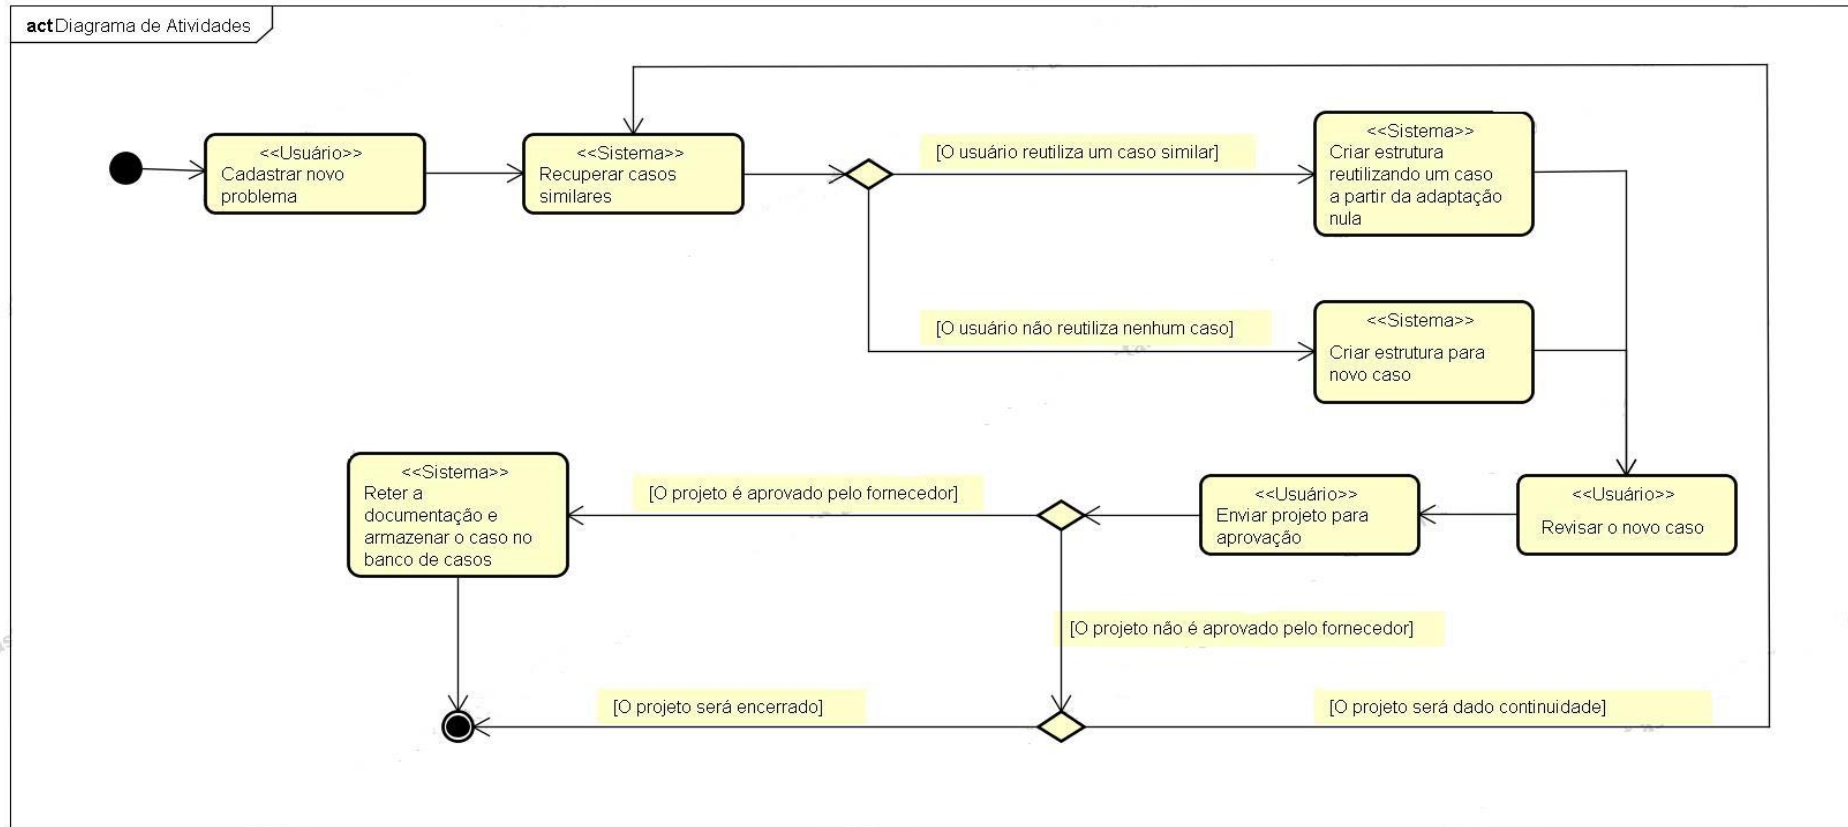 act Diagrama de Atividades
<<Usuário>>
Cadastrar novo
problema
<<Sistema>>
Recuperar casos
similares
[O usuário reutiliza um caso similar]
<<Sistema>>
Criar estrutura
reutilizando um caso
a partir da adaptação
nula
[O usuário não reutiliza nenhum caso]
<<Sistema>>
Criar estrutura para
novo caso
<<Sistema>>
Reter a
documentação e
armazenar o caso no
banco de casos
[O projeto é aprovado pelo fornecedor]
<<Usuário>>
Enviar projeto para
aprovação
<<Usuário>>
Revisar o novo caso
[O projeto não é aprovado pelo fornecedor]
[O projeto será encerrado]
[O projeto será dado continuidade]